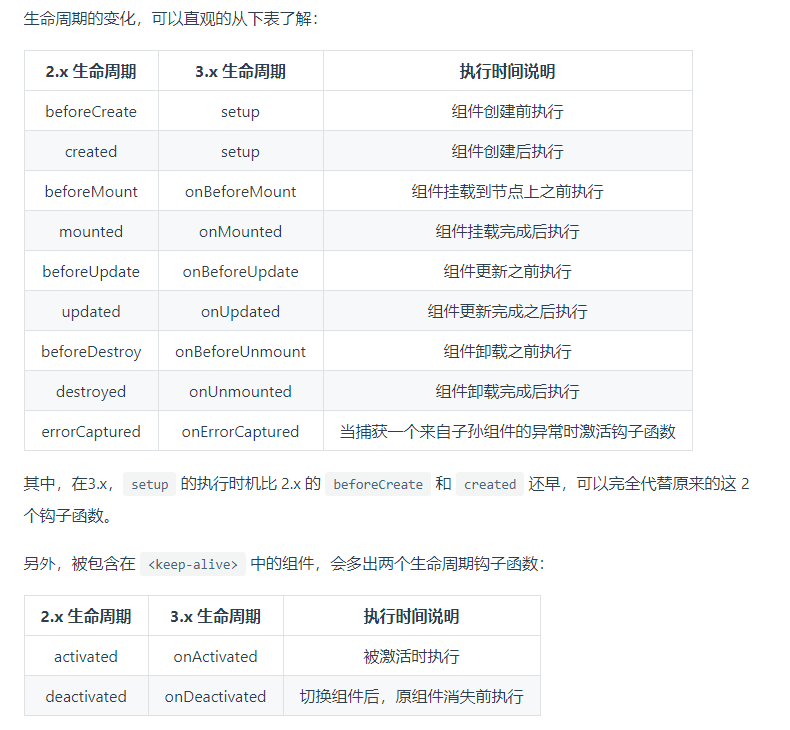 生命周期的变化，可以直观的从下表了解：
2.x 生命周期 3.x 生命周期 执行时间说明
beforeCreate setup 组件创建前执行
created setup 组件创建后执行
beforeMount onBeforeMount 组件挂载到节点上之前执行
mounted onMounted 组件挂载完成后执行
beforeUpdate onBeforeUpdate 组件更新之前执行
updated onUpdated 组件更新完成之后执行
beforeDestroy onBeforeUnmount 组件卸载之前执行
destroyed onUnmounted 组件卸载完成后执行
errorCaptured onErrorCaptured 当捕获一个来自子孙组件的异常时激活钩子函数
其中，在3.x， setup 的执行时机比 2.x 的 beforeCreate 和 created 还早，可以完全代替原来的这 2
个钩子函数。
另外，被包含在 <keep-alive> 中的组件，会多出两个生命周期钩子函数：
2.x 生命周期 3.x 生命周期 执行时间说明
activated onActivated 被激活时执行
deactivated onDeactivated 切换组件后，原组件消失前执行